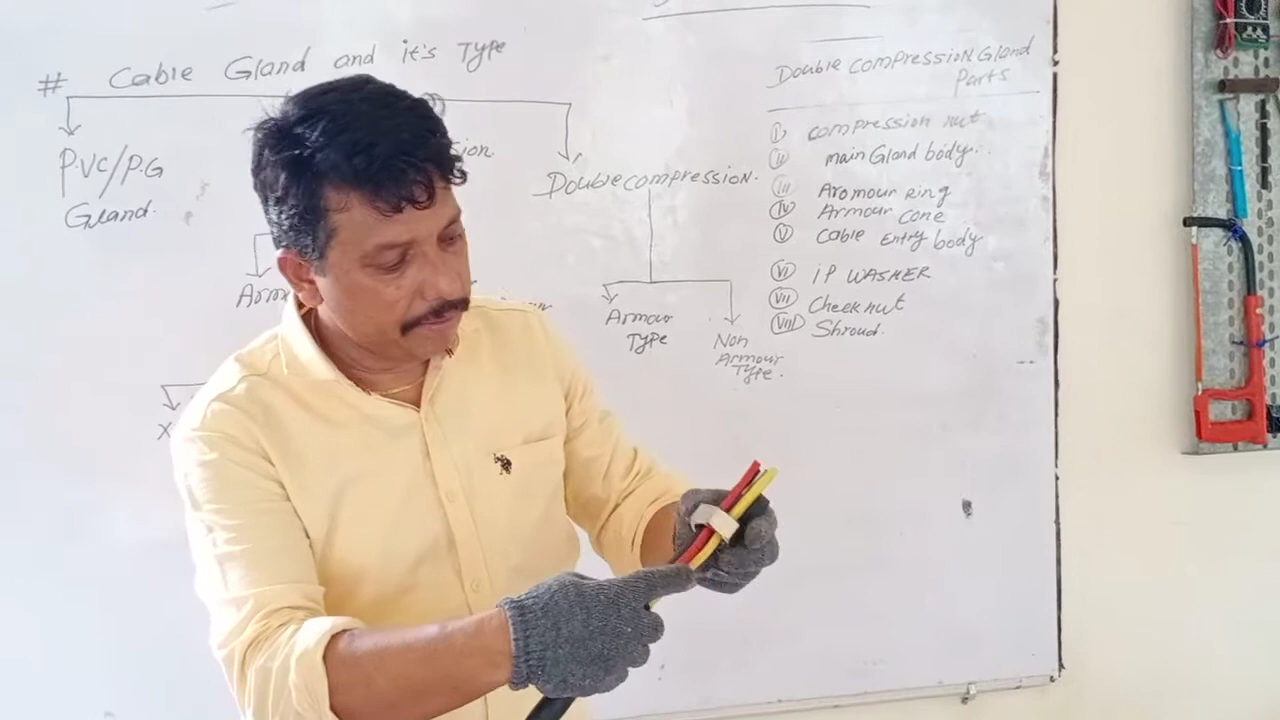 # Cable Gland and it's Type
P.V.C/P.G
Gland.
Double compression.
Armour
Type
Non
Armour
Type.
Double compression Gland
Parts
I compression nut
II main Gland body.
III Aromour Ring
IV Armour cone
V Cable Entry body
VI iP WASHER
VII Cheek nut
VIII Shroud.